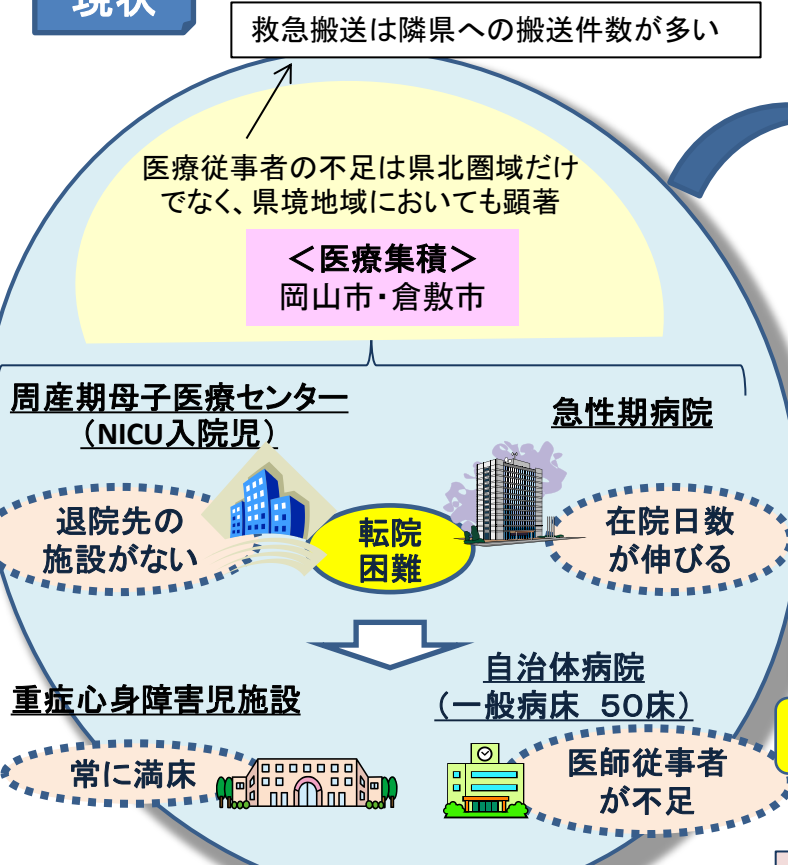 現状
救急搬送は隣県への搬送件数が多い
医療従事者の不足は県北圏域だけ
でなく、県境地域においても顕著
＜医療集積＞
岡山市・倉敷市
周産期母子医療センター
（NICU入院児）
急性期病院
退院先の
施設がない
転院
困難
在院日数
が伸びる
重症心身障害児施設
自治体病院
（一般病床　50床）
常に満床
医師従事者
が不足